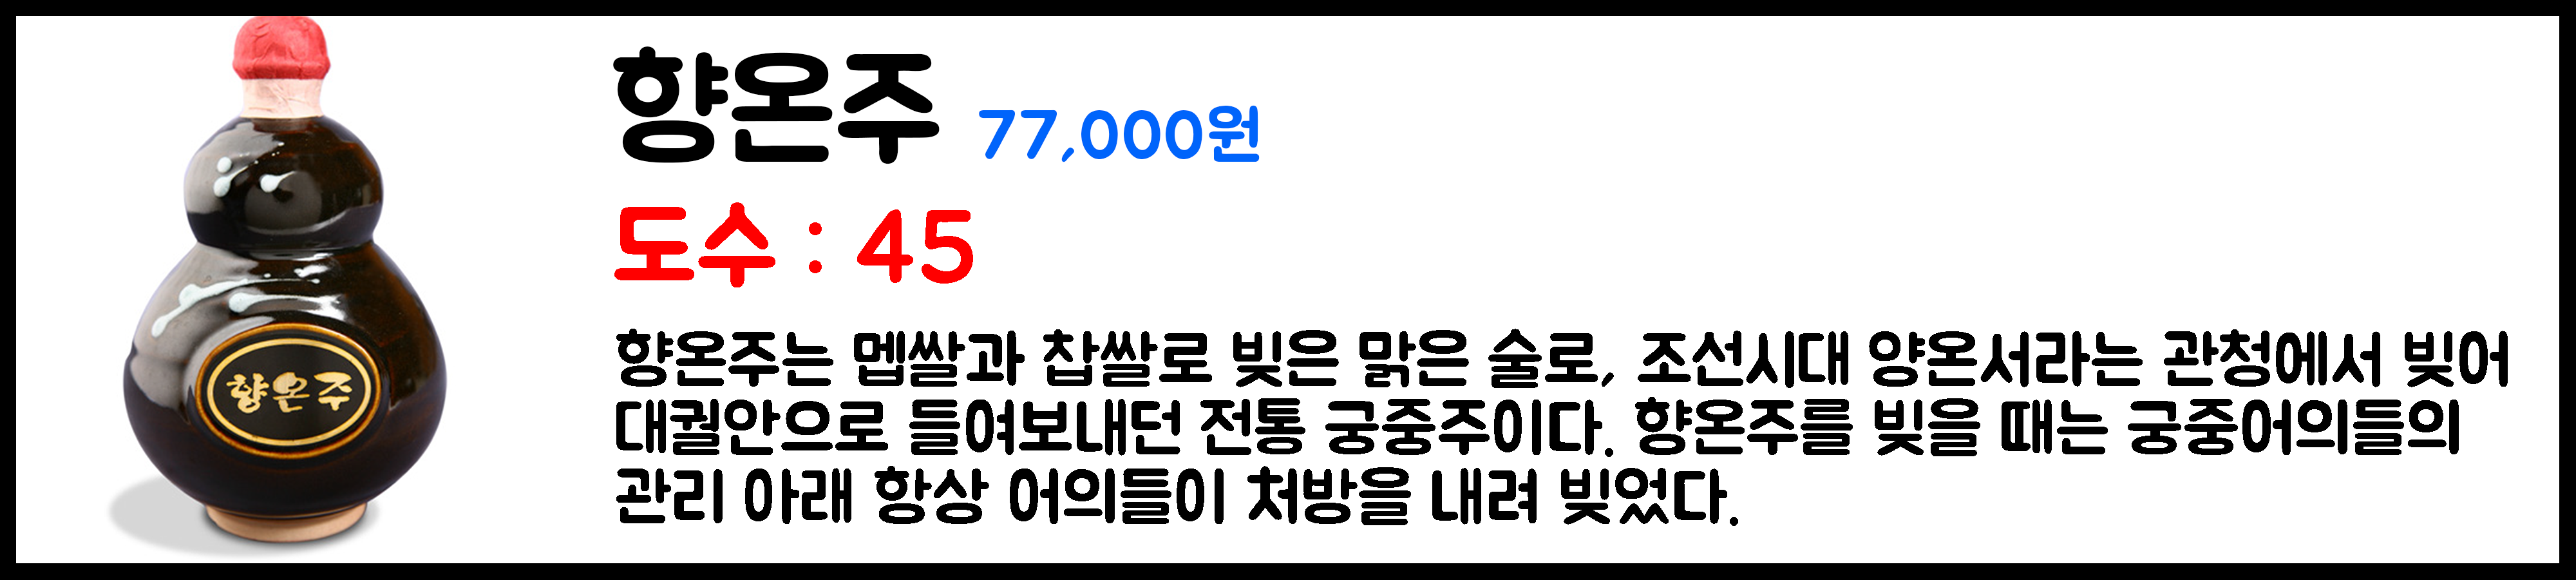 향온주 77,000원
도수 : 45
향온주는 멥쌀과 찹쌀로 빚은 맑은 술로, 조선시대 양온서라는 관청에서 빚어
대궐안으로 들여보내던 전통 궁중주이다. 향온주를 빚을 때는 궁중어의들의
관리 아래 항상 어의들이 처방을 내려 빚었다.
향온주